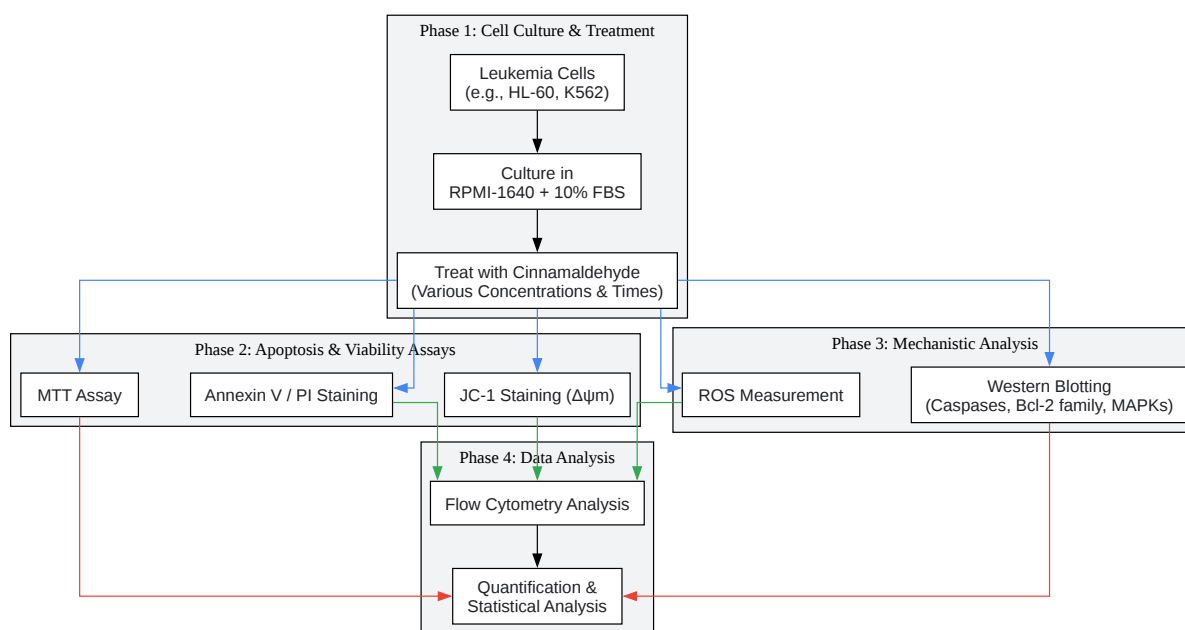 Phase 1: Cell Culture & Treatment
Leukemia Cells
(e.g., HL-60, K562)
Culture in
RPMI-1640 + 10% FBS
Treat with Cinnamaldehyde
(Various Concentrations & Times)
Phase 2: Apoptosis & Viability Assays
MTT Assay
Annexin V / PI Staining
JC-1 Staining (Δψm)
Phase 3: Mechanistic Analysis
ROS Measurement
Western Blotting
(Caspases, Bcl-2 family, MAPKs)
Phase 4: Data Analysis
Flow Cytometry Analysis
Quantification &
Statistical Analysis